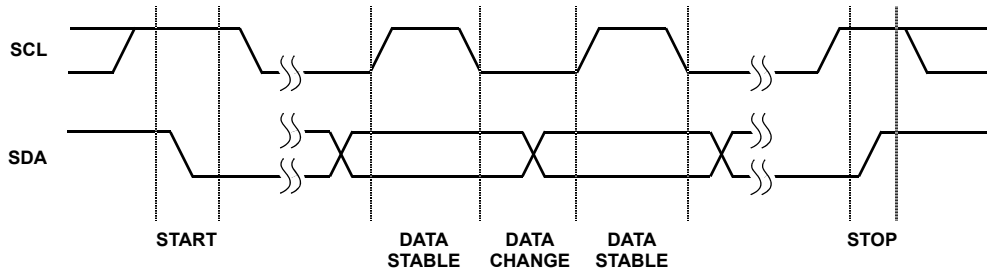 SCL
SDA
START
DATA
STABLE
DATA
CHANGE
DATA
STABLE
STOP